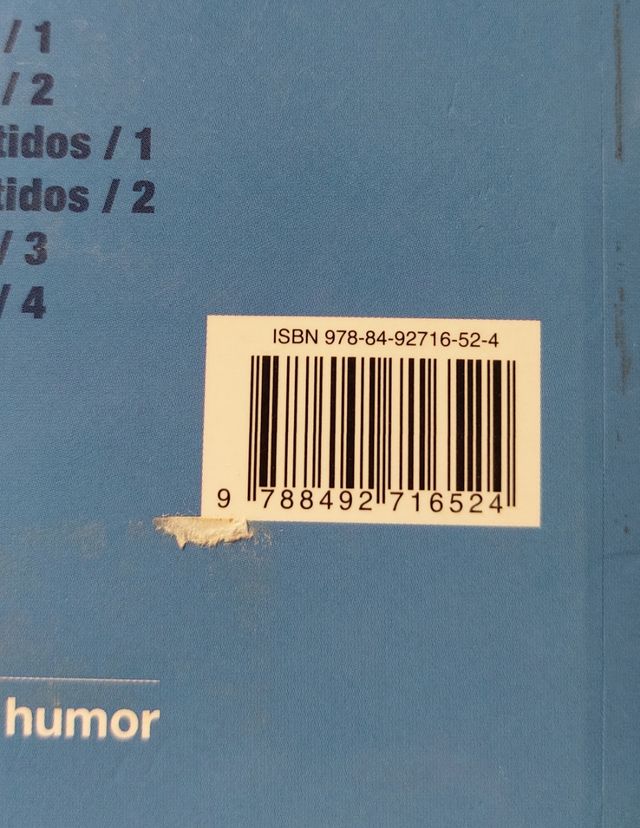 / 1
/ 2
tidos / 1
tidos / 2
/ 3
/ 4
ISBN 978-84-92716-52-4
9 788492 716524
humor